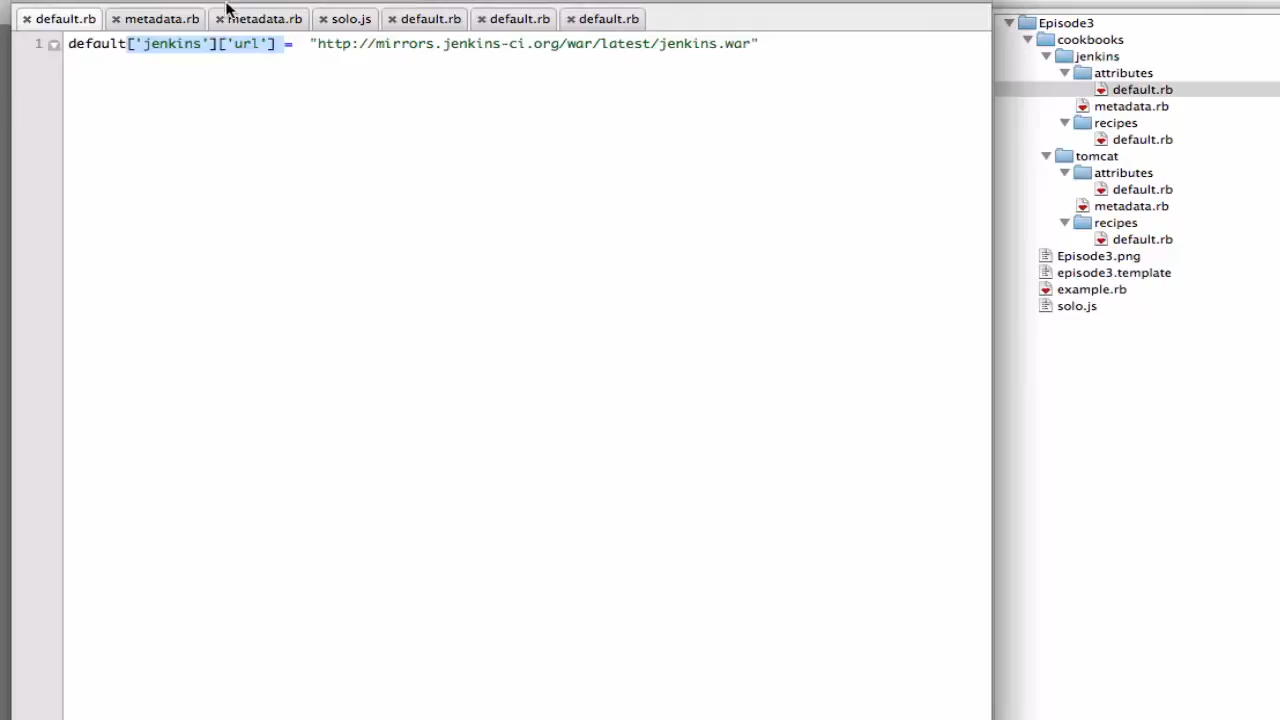 default.rb metadata.rb metadata.rb solo.js default.rb default.rb default.rb
1 default['jenkins']['url'] = "http://mirrors.jenkins-ci.org/war/latest/jenkins.war"
Episode3
cookbooks
jenkins
attributes
default.rb
metadata.rb
recipes
default.rb
tomcat
attributes
default.rb
metadata.rb
recipes
default.rb
Episode3.png
episode3.template
example.rb
solo.js